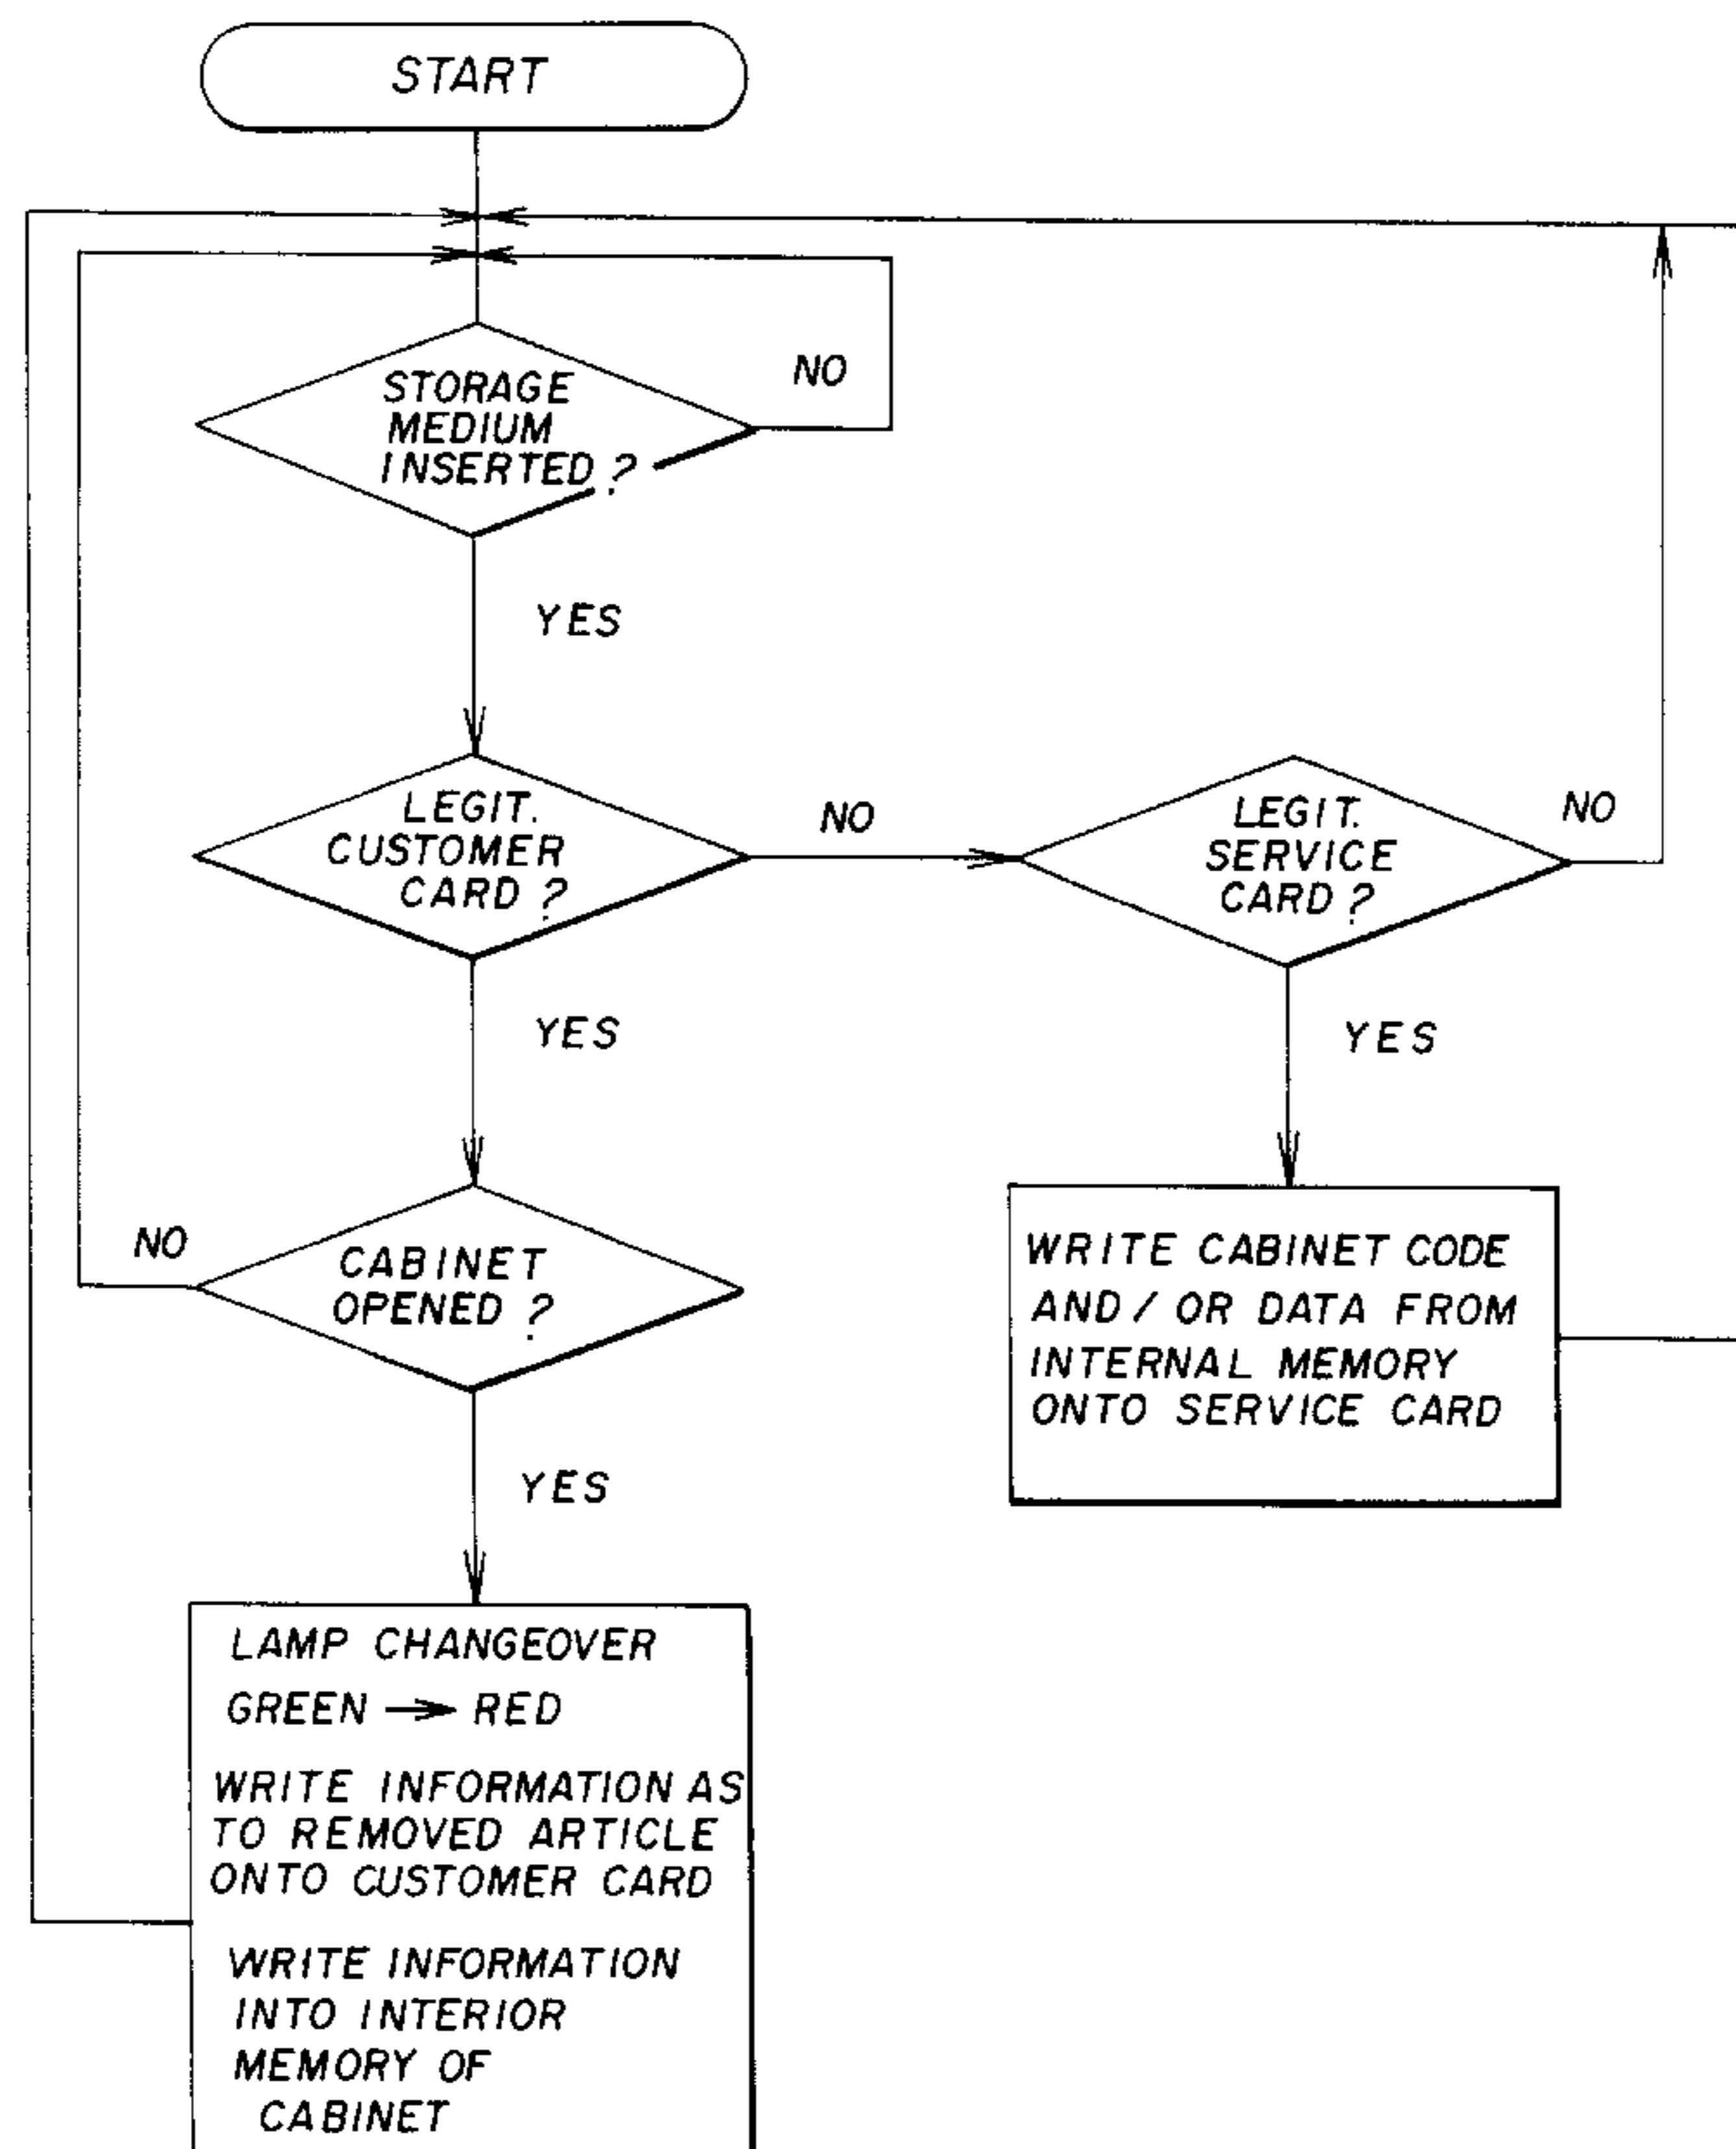 START
STORAGE
MEDIUM
INSERTED ?
NO
YES
LEGIT.
CUSTOMER
CARD ?
NO
LEGIT.
SERVICE
CARD ?
NO
YES
YES
CABINET
OPENED ?
NO
WRITE CABINET CODE
AND / OR DATA FROM
INTERNAL MEMORY
ONTO SERVICE CARD
YES
LAMP CHANGEOVER
GREEN → RED
WRITE INFORMATION AS
TO REMOVED ARTICLE
ONTO CUSTOMER CARD
WRITE INFORMATION
INTO INTERIOR
MEMORY OF
CABINET